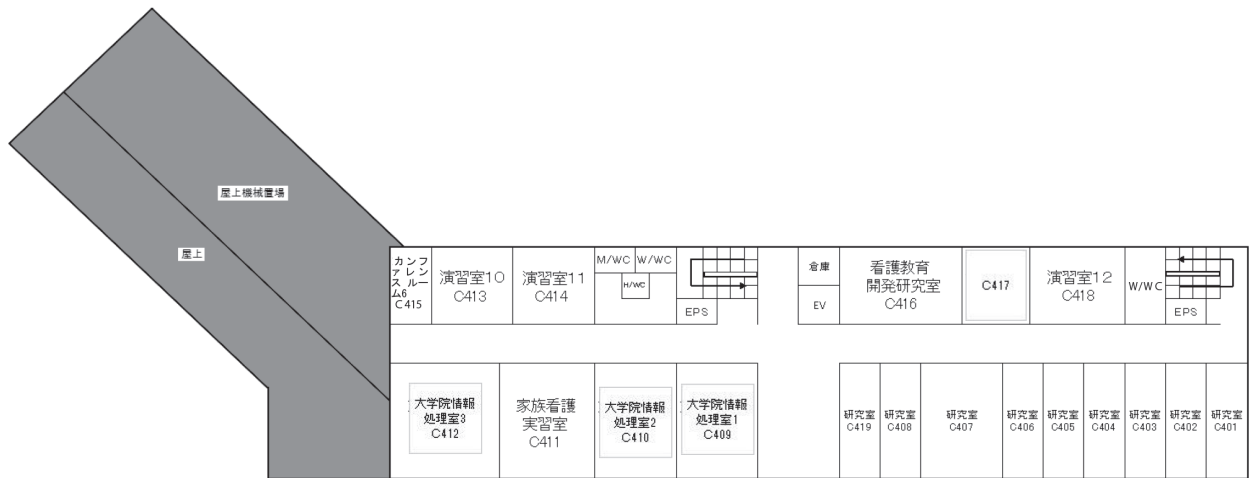 屋上機械置場
屋上
カンフ
ァレン
スルー
ム6
C415
演習室10
C413
演習室11
C414
M/WC
W/WC
H/WC
EPS
倉庫
EV
看護教育
開発研究室
C416
C417
演習室12
C418
W/WC
EPS
大学院情報
処理室3
C412
家族看護
実習室
C411
大学院情報
処理室2
C410
大学院情報
処理室1
C409
研究室
C419
研究室
C408
研究室
C407
研究室
C406
研究室
C405
研究室
C404
研究室
C403
研究室
C402
研究室
C401